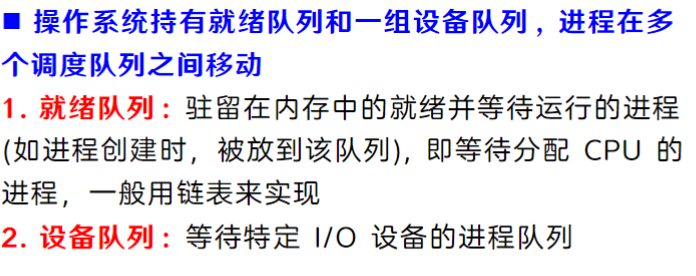 ■ 操作系统持有就绪队列和一组设备队列，进程在多
个调度队列之间移动
1. 就绪队列：驻留在内存中的就绪并等待运行的进程
(如进程创建时，被放到该队列)，即等待分配 CPU 的
进程，一般用链表来实现
2. 设备队列：等待特定 I/O 设备的进程队列